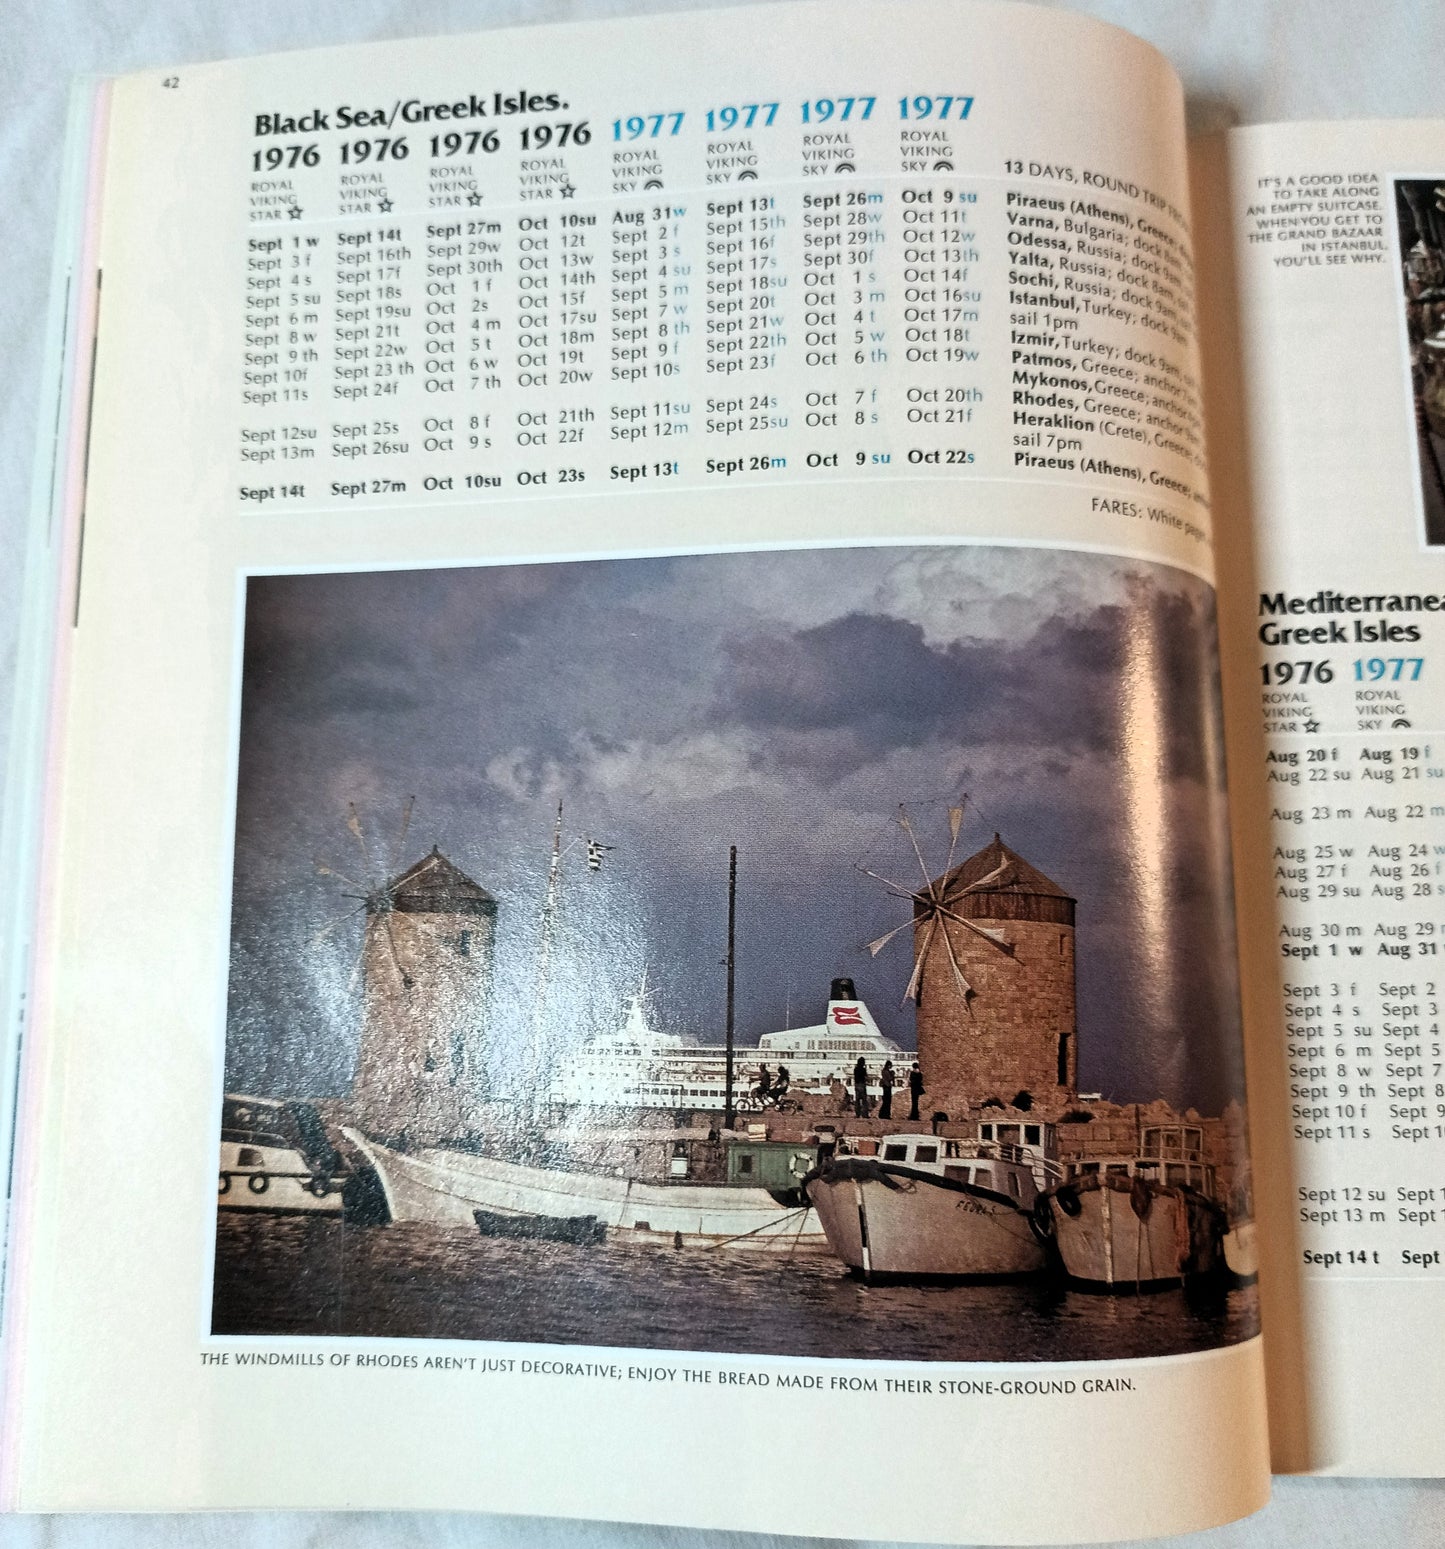 42
Black Sea/Greek Isles.
1976 1976 1976 1976 1977 1977 1977 1977
ROYAL ROYAL ROYAL ROYAL ROYAL ROYAL ROYAL ROYAL
VIKING VIKING VIKING VIKING VIKING VIKING VIKING VIKING
STAR STAR STAR STAR SKY SKY SKY SKY
13 DAYS, ROUND TRIP
Sept 1 w Sept 14t Sept 27m Oct 10su Aug 31w Sept 13t Sept 26m Oct 9 su Piraeus (Athens), Greece;
Sept 3 f Sept 16th Sept 29w Oct 12t Sept 2 f Sept 15th Sept 28w Oct 11t Varna, Bulgaria; dock 8am
Sept 4 s Sept 17f Sept 30th Oct 13w Sept 3 s Sept 16f Sept 29th Oct 12w Odessa, Russia; dock 9am,
Sept 5 su Sept 18s Oct 1 f Oct 14th Sept 4 su Sept 17s Sept 30f Oct 13th Yalta, Russia; dock 8am,
Sept 6 m Sept 19su Oct 2s Oct 15f Sept 5 m Sept 18su Oct 1 s Oct 14f Sochi, Russia; dock 9am,
Sept 8 w Sept 21t Oct 4 m Oct 17su Sept 7 w Sept 20t Oct 3 m Oct 16su Istanbul, Turkey; dock 9am
Sept 9 th Sept 22w Oct 5 t Oct 18m Sept 8 th Sept 21w Oct 4 t Oct 17m sail 1pm
Sept 10f Sept 23 th Oct 6 w Oct 19t Sept 9 f Sept 22th Oct 5 w Oct 18t Izmir, Turkey; dock 9am,
Sept 11s Sept 24f Oct 7 th Oct 20w Sept 10s Sept 23f Oct 6 th Oct 19w Patmos, Greece; anchor
Mykonos, Greece; anchor
Sept 12su Sept 25s Oct 8 f Oct 21th Sept 11su Sept 24s Oct 7 f Oct 20th Rhodes, Greece; anchor
Sept 13m Sept 26su Oct 9 s Oct 22f Sept 12m Sept 25su Oct 8 s Oct 21f Heraklion (Crete), Greece;
sail 7pm
Sept 14t Sept 27m Oct 10su Oct 23s Sept 13t Sept 26m Oct 9 su Oct 22s Piraeus (Athens), Greece;
FARES: White pages
THE WINDMILLS OF RHODES AREN'T JUST DECORATIVE; ENJOY THE BREAD MADE FROM THEIR STONE-GROUND GRAIN.
IT'S A GOOD IDEA
TO TAKE ALONG
AN EMPTY SUITCASE.
WHEN YOU GET TO
THE GRAND BAZAAR
IN ISTANBUL,
YOU'LL SEE WHY.
Mediterranea
Greek Isles
1976 1977
ROYAL ROYAL
VIKING VIKING
STAR SKY
Aug 20 f Aug 19 f
Aug 22 su Aug 21 su
Aug 23 m Aug 22 m
Aug 25 w Aug 24 w
Aug 27 f Aug 26 f
Aug 29 su Aug 28 s
Aug 30 m Aug 29
Sept 1 w Aug 31
Sept 3 f Sept 2
Sept 4 s Sept 3
Sept 5 su Sept 4
Sept 6 m Sept 5
Sept 8 w Sept 7
Sept 9 th Sept 8
Sept 10 f Sept 9
Sept 11 s Sept 1
Sept 12 su Sept 1
Sept 13 m Sept 1
Sept 14 t Sept